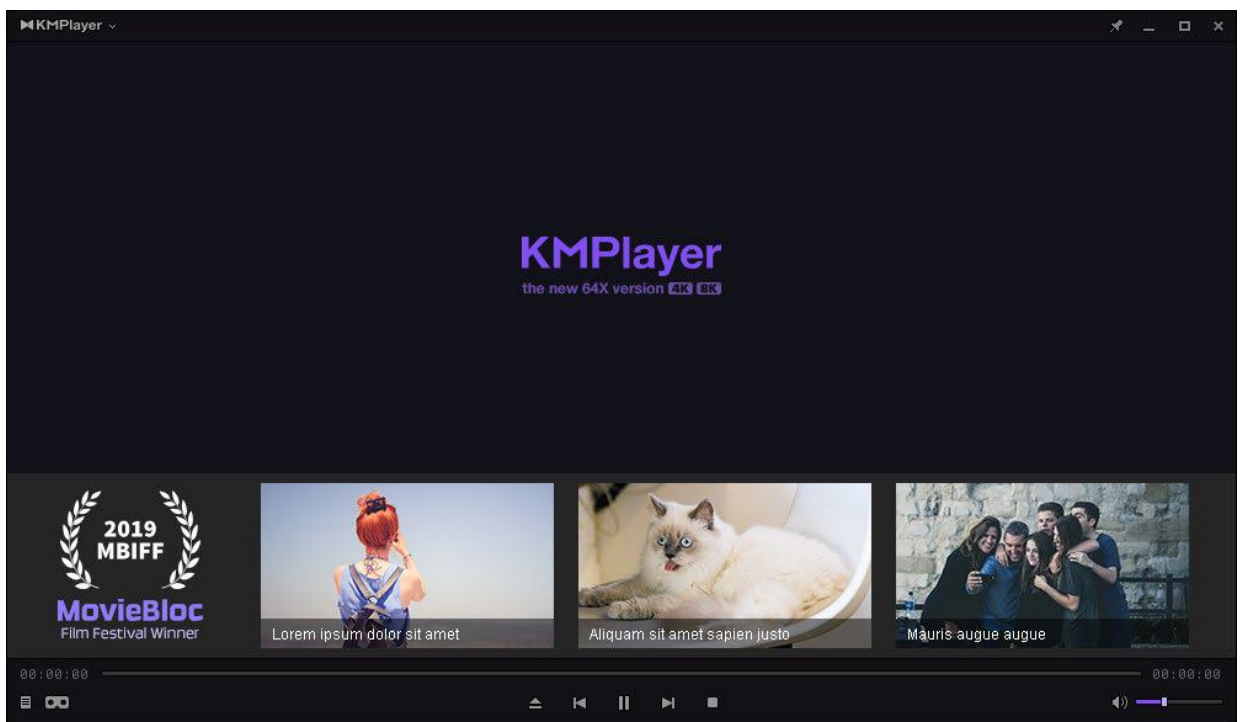 KMPlayer
KMPlayer
the new 64X version 4K 8K
2019
MBIFF
MovieBloc
Film Festival Winner
Lorem ipsum dolor sit amet
Aliquam sit amet sapien justo
Mauris augue augue
00:00:00
00:00:00